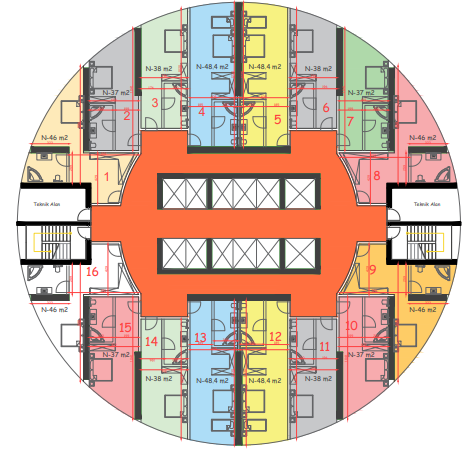 N-38 m2
N-48.4 m2
N-48.4 m2
N-38 m2
N-37 m2
N-37 m2
3
6
2
4
5
7
N-46 m2
N-46 m2
1
8
Teknik Alan
Teknik Alan
16
9
N-46 m2
N-46 m2
15
14
13
12
11
10
N-37 m2
N-37 m2
N-38 m2
N-48.4 m2
N-48.4 m2
N-38 m2